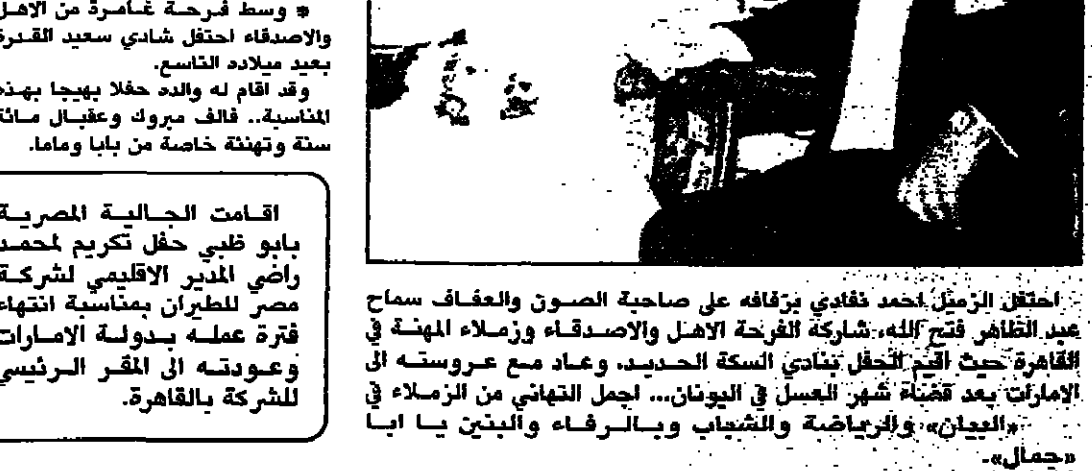 * وسط فرحة غامرة من الاهل
والاصدقاء احتفل شادي سعيد القدرة
بعيد ميلاده التاسع.
وقد اقام له والده حفلا بهيجا بهذه
المناسبة.. فالف مبروك وعقبال مائة
سنة وتهنئة خاصة من بابا وماما.
اقامت الجالية المصرية
بابو ظبي حفل تكريم لمحمد
راضي المدير الاقليمي لشركة
مصر للطيران بمناسبة انتهاء
فترة عمله بدولة الامارات
وعودته الى المقر الرئيسي
للشركة بالقاهرة.
احتفل الزميل احمد نفادي بزفافه على صاحبة الصون والعفاف سماح
عبد الظاهر فتح الله، شاركه الفرحة الاهل والاصدقاء وزملاء المهنة في
القاهرة حيث اقيم الحفل بنادي السكة الحديد، وعاد مع عروسته الى
الامارات بعد قضاء شهر العسل في اليونان... اجمل التهاني من الزملاء في
«البيان» والرياضة والشباب وبالرفاء والبنين يا ابا
«جمال».